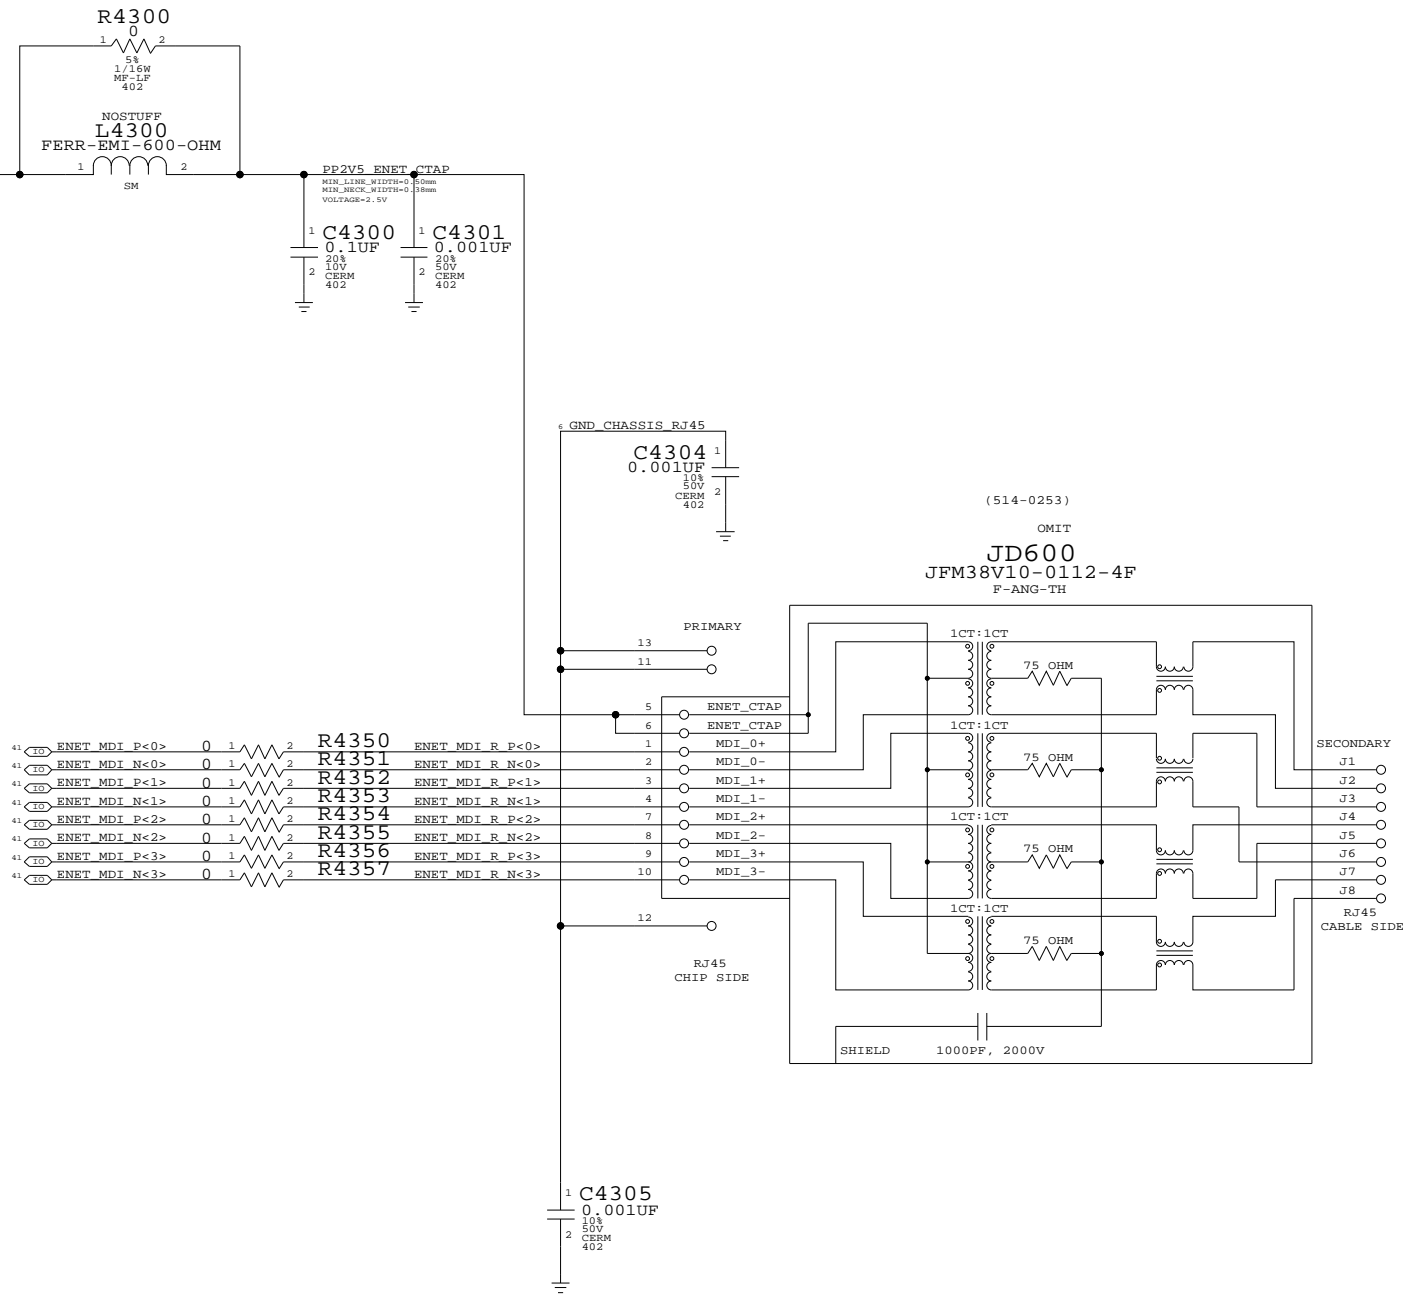 R4300
0
1 2
5%
1/16W
MF-LF
402
NOSTUFF
L4300
FERR-EMI-600-OHM
1 2
SM
PP2V5_ENET_CTAP
MIN_LINE_WIDTH=0.50mm
MIN_NECK_WIDTH=0.38mm
VOLTAGE=2.5V
1 C4300
0.1UF
20%
10V
2 CERM
402
1 C4301
0.001UF
20%
50V
2 CERM
402
6 GND_CHASSIS_RJ45
C4304 1
0.001UF
10%
50V
CERM 2
402
(514-0253)
OMIT
JD600
JFM38V10-0112-4F
F-ANG-TH
PRIMARY
13
11
5 ENET_CTAP
6 ENET_CTAP
41 IO ENET_MDI_P<0> 0 1 2 R4350 ENET_MDI_R_P<0> 1 MDI_0+
41 IO ENET_MDI_N<0> 0 1 2 R4351 ENET_MDI_R_N<0> 2 MDI_0-
41 IO ENET_MDI_P<1> 0 1 2 R4352 ENET_MDI_R_P<1> 3 MDI_1+
41 IO ENET_MDI_N<1> 0 1 2 R4353 ENET_MDI_R_N<1> 4 MDI_1-
41 IO ENET_MDI_P<2> 0 1 2 R4354 ENET_MDI_R_P<2> 7 MDI_2+
41 IO ENET_MDI_N<2> 0 1 2 R4355 ENET_MDI_R_N<2> 8 MDI_2-
41 IO ENET_MDI_P<3> 0 1 2 R4356 ENET_MDI_R_P<3> 9 MDI_3+
41 IO ENET_MDI_N<3> 0 1 2 R4357 ENET_MDI_R_N<3> 10 MDI_3-
12
RJ45
CHIP SIDE
1CT:1CT
75 OHM
1CT:1CT
75 OHM
1CT:1CT
75 OHM
1CT:1CT
75 OHM
SHIELD 1000PF, 2000V
SECONDARY
J1
J2
J3
J4
J5
J6
J7
J8
RJ45
CABLE SIDE
1 C4305
0.001UF
10%
50V
2 CERM
402